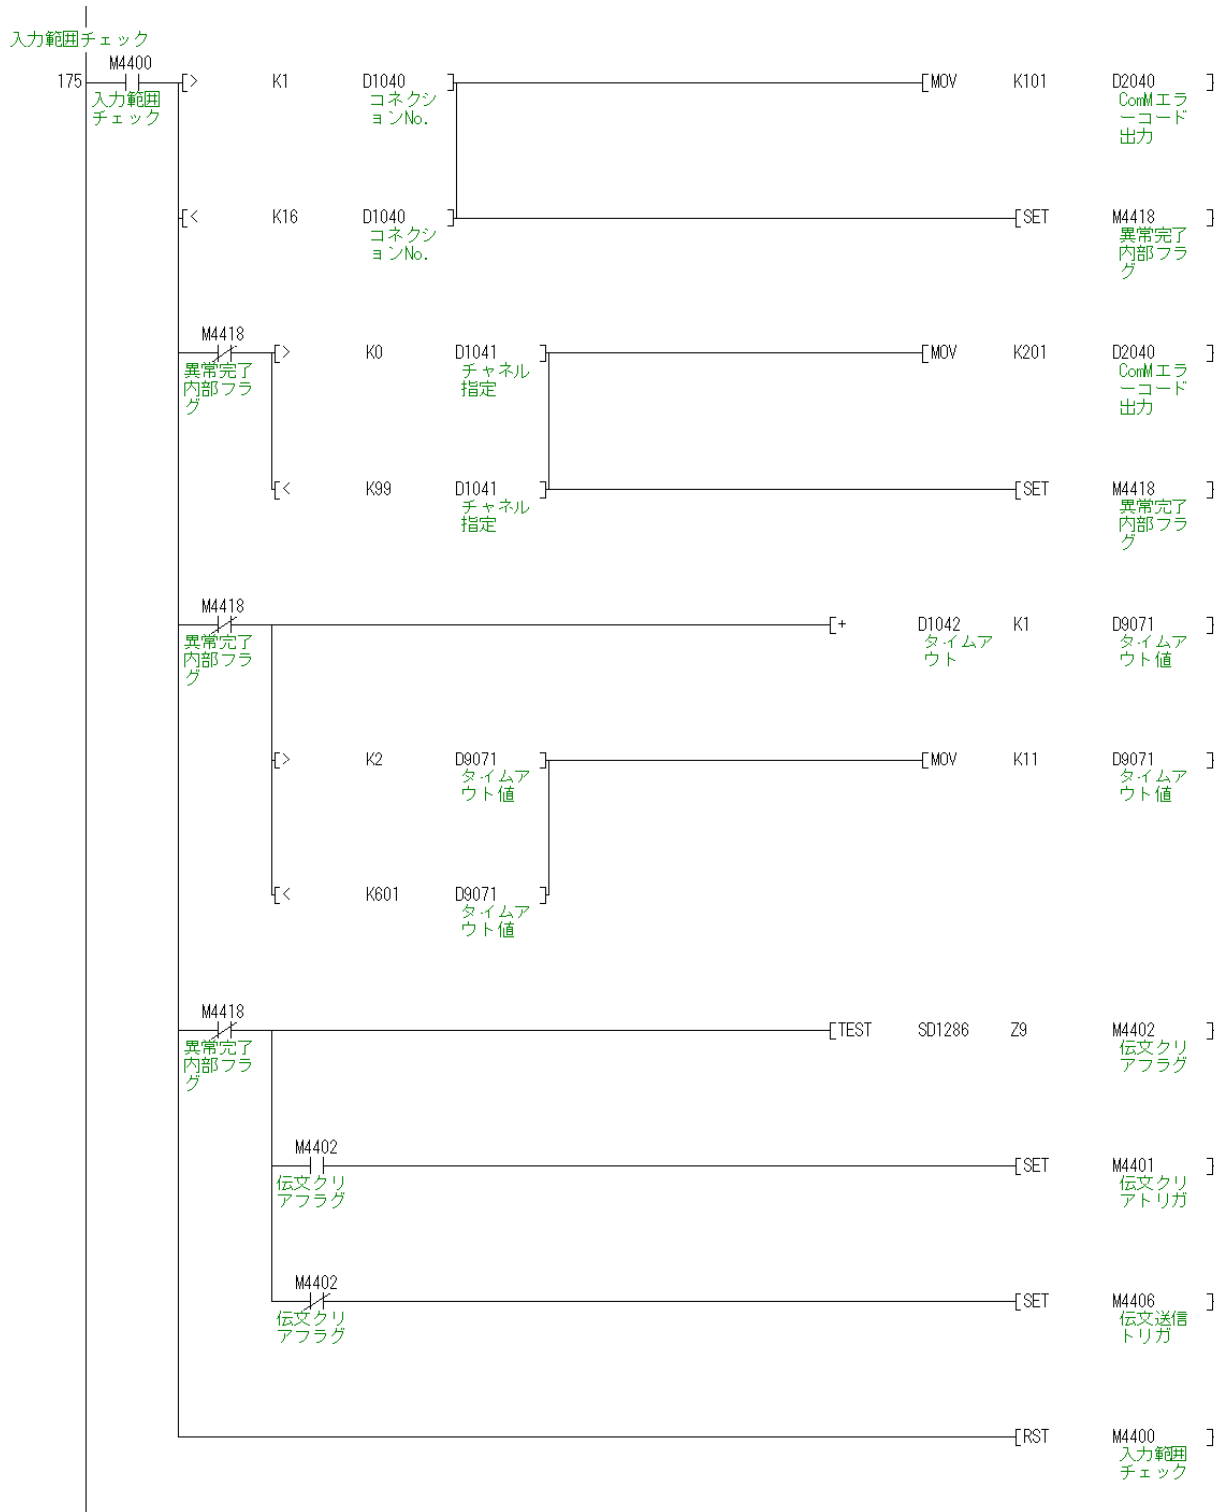 入力範囲チェック
M4400
175 [> K1 D1040 ] [MOV K101 D2040 ]
入力範囲 コネクシ ComMエラ
チェック ョンNo. ーコード
出力
[< K16 D1040 ] [SET M4418 ]
コネクシ 異常完了
ョンNo. 内部フラ
グ
M4418
[> K0 D1041 ] [MOV K201 D2040 ]
異常完了 チャネル ComMエラ
内部フラ 指定 ーコード
グ 出力
[< K99 D1041 ] [SET M4418 ]
チャネル 異常完了
指定 内部フラ
グ
M4418
[+ D1042 K1 D9071 ]
異常完了 タイムア タイムア
内部フラ ウト ウト値
グ
[> K2 D9071 ] [MOV K11 D9071 ]
タイムア タイムア
ウト値 ウト値
[< K601 D9071 ]
タイムア
ウト値
M4418
[TEST SD1286 Z9 M4402 ]
異常完了 伝文クリ
内部フラ アフラグ
グ
M4402
[SET M4401 ]
伝文クリ 伝文クリ
アフラグ アトリガ
M4402
[SET M4406 ]
伝文クリ 伝文送信
アフラグ トリガ
[RST M4400 ]
入力範囲
チェック